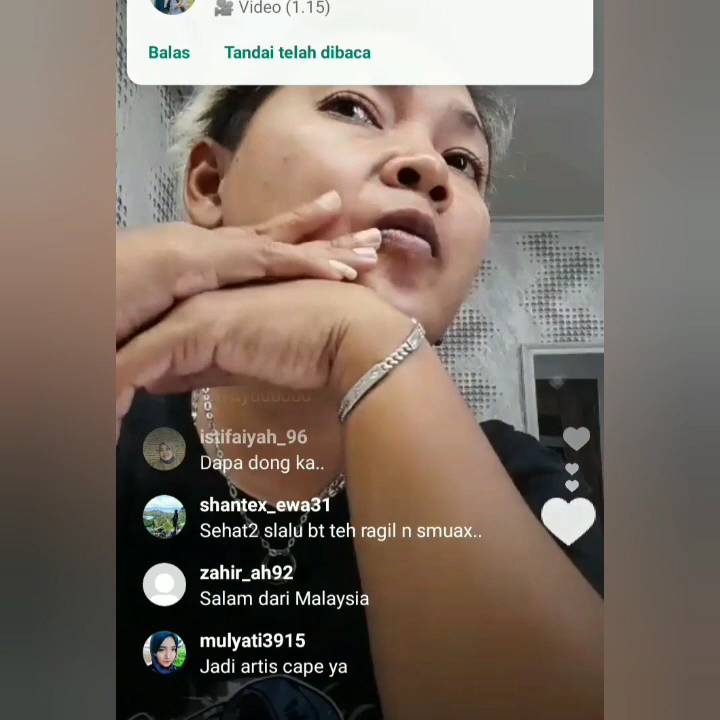 Video (1.15)
Balas Tandai telah dibaca
istifaiyah_96
Dapa dong ka..
shantex_ewa31
Sehat2 slalu bt teh ragil n smuax..
zahir_ah92
Salam dari Malaysia
mulyati3915
Jadi artis cape ya